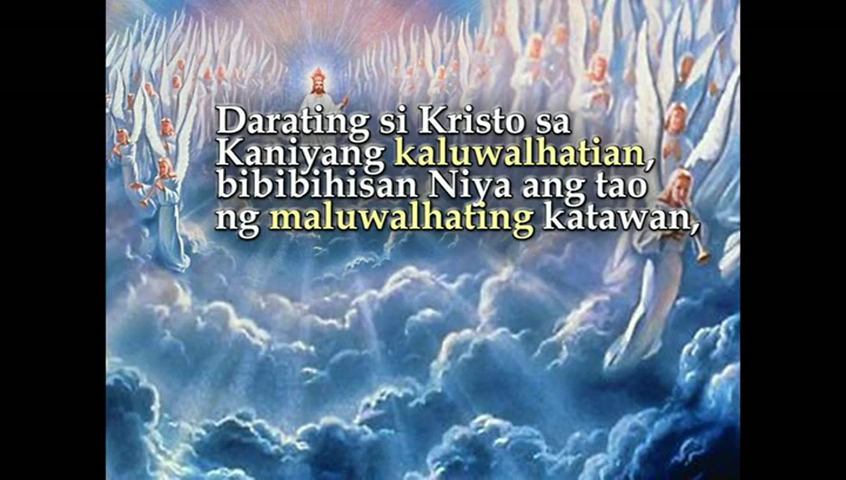 Darating si Kristo sa
Kaniyang kaluwalhatian,
bibibihisan Niya ang tao
ng maluwalhating katawan,